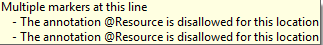 Multiple markers at this line
- The annotation @Resource is disallowed for this location
- The annotation @Resource is disallowed for this location